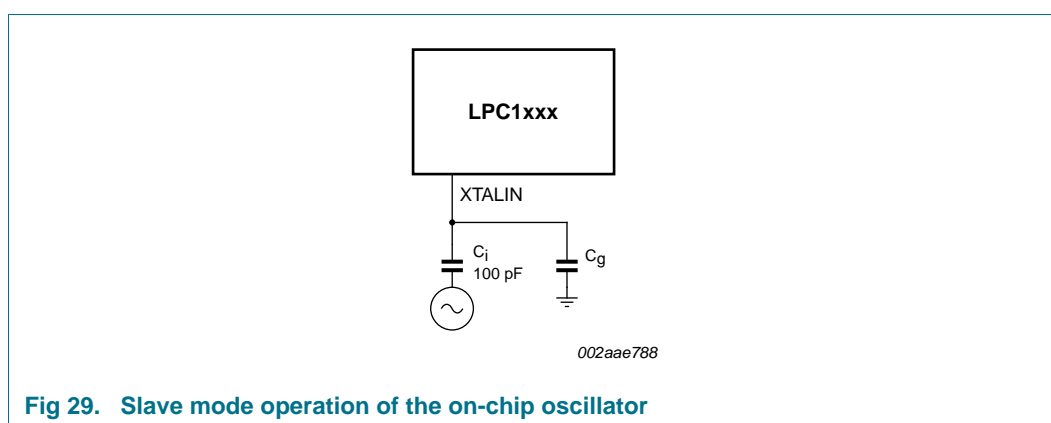 LPC1xxx
XTALIN
Ci
100 pF
Cg
002aae788
Fig 29. Slave mode operation of the on-chip oscillator